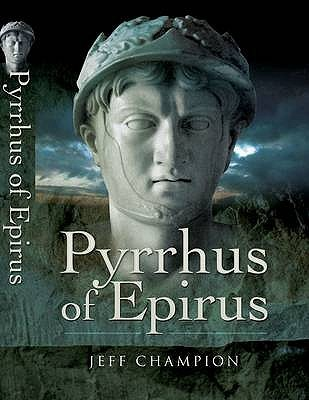 Pyrrhus of Epirus
Pyrrhus
of Epirus
JEFF CHAMPION